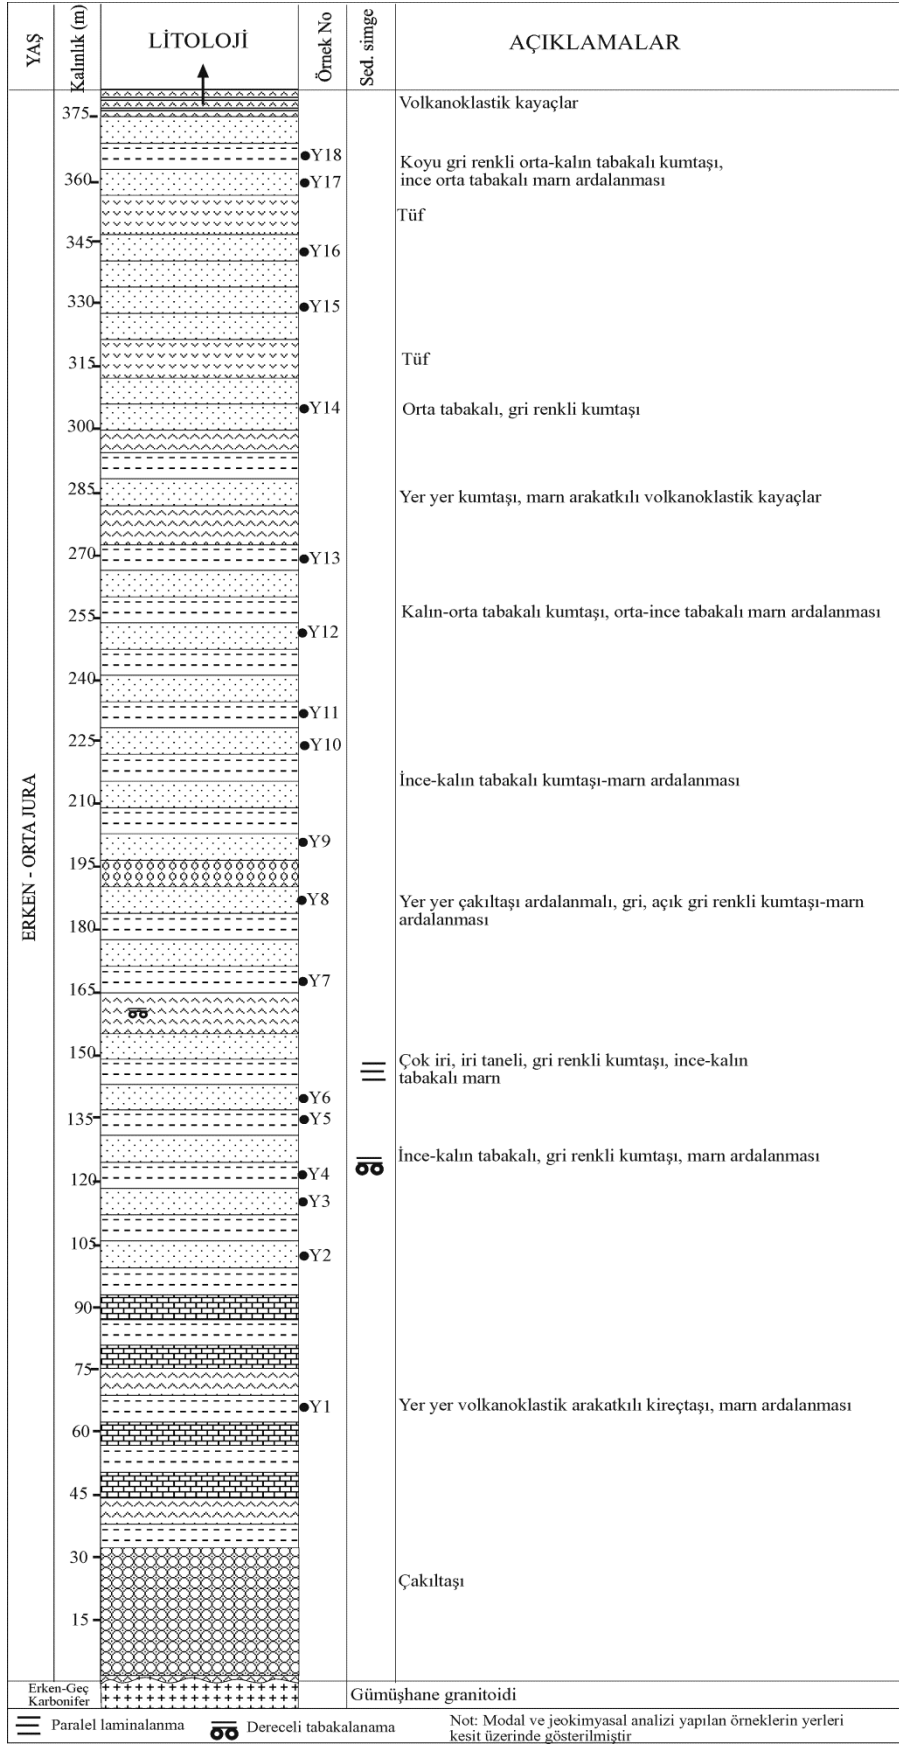 YAŞ
Kalınlık (m)
LİTOLOJİ
Örnek No
Sed. simge
AÇIKLAMALAR
Volkanoklastik kayaçlar
375
Y18
Koyu gri renkli orta-kalın tabakalı kumtaşı,
ince orta tabakalı marn ardalanması
360
Y17
Tüf
345
Y16
330
Y15
315
Tüf
Y14
Orta tabakalı, gri renkli kumtaşı
300
285
Yer yer kumtaşı, marn arakatkılı volkanoklastik kayaçlar
270
Y13
255
Kalın-orta tabakalı kumtaşı, orta-ince tabakalı marn ardalanması
Y12
240
Y11
225
Y10
İnce-kalın tabakalı kumtaşı-marn ardalanması
210
Y9
195
ERKEN - ORTA JURA
Y8
Yer yer çakıltaşı ardalanmalı, gri, açık gri renkli kumtaşı-marn
ardalanması
180
Y7
165
150
Çok iri, iri taneli, gri renkli kumtaşı, ince-kalın
tabakalı marn
Y6
135
Y5
İnce-kalın tabakalı, gri renkli kumtaşı, marn ardalanması
Y4
120
Y3
105
Y2
90
75
Y1
Yer yer volkanoklastik arakatkılı kireçtaşı, marn ardalanması
60
45
30
Çakıltaşı
15
Erken-Geç
Karbonifer
Gümüşhane granitoidi
Paralel laminalanma
Dereceli tabakalanama
Not: Modal ve jeokimyasal analizi yapılan örneklerin yerleri
kesit üzerinde gösterilmiştir